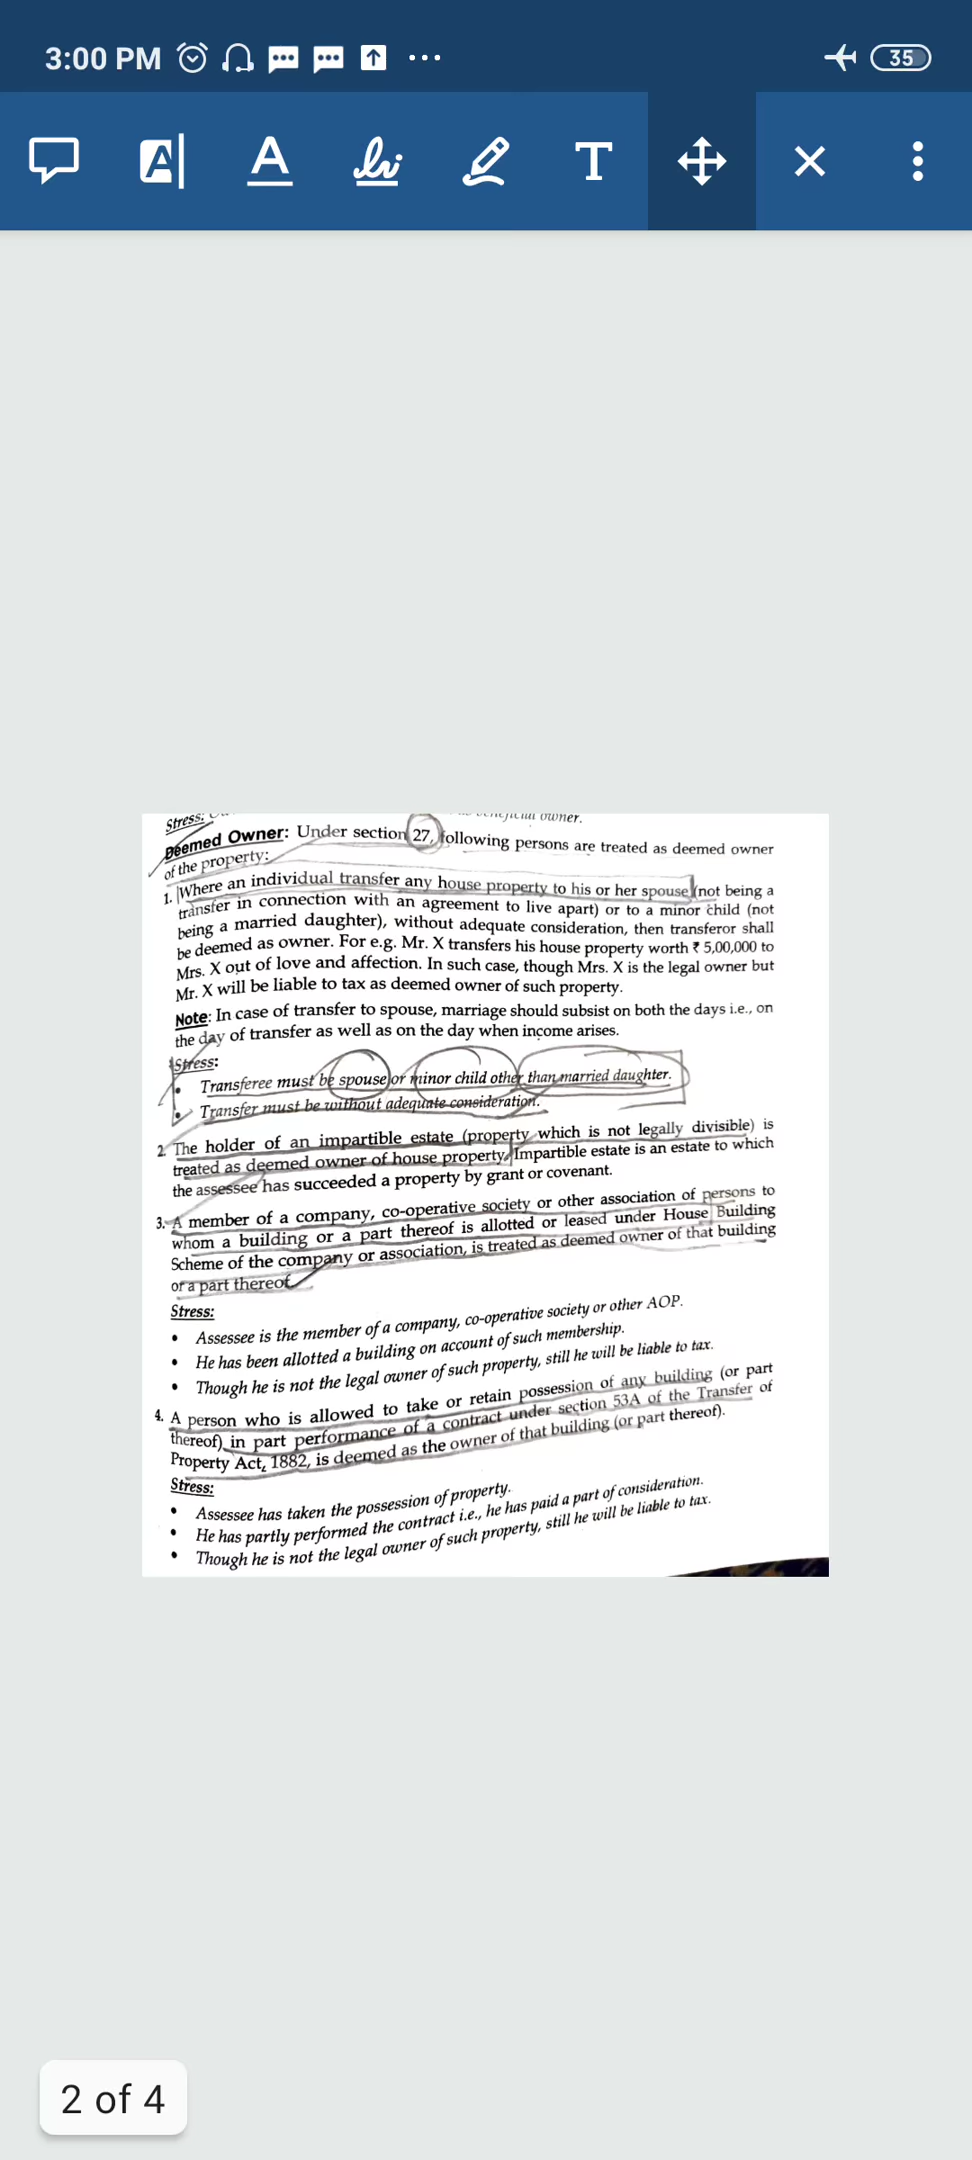 3:00 PM
35
A
A
T
2 of 4
Stress:
beneficial owner.
Deemed Owner: Under section 27, following persons are treated as deemed owner
of the property:
1. Where an individual transfer any house property to his or her spouse (not being a
transfer in connection with an agreement to live apart) or to a minor child (not
being a married daughter), without adequate consideration, then transferor shall
be deemed as owner. For e.g. Mr. X transfers his house property worth ₹ 5,00,000 to
Mrs. X out of love and affection. In such case, though Mrs. X is the legal owner but
Mr. X will be liable to tax as deemed owner of such property.
Note: In case of transfer to spouse, marriage should subsist on both the days i.e., on
the day of transfer as well as on the day when income arises.
Stress:
• Transferee must be spouse or minor child other than married daughter.
• Transfer must be without adequate consideration.
2. The holder of an impartible estate (property which is not legally divisible) is
treated as deemed owner of house property. Impartible estate is an estate to which
the assessee has succeeded a property by grant or covenant.
3. A member of a company, co-operative society or other association of persons to
whom a building or a part thereof is allotted or leased under House Building
Scheme of the company or association, is treated as deemed owner of that building
or a part thereof.
Stress:
• Assessee is the member of a company, co-operative society or other AOP.
• He has been allotted a building on account of such membership.
• Though he is not the legal owner of such property, still he will be liable to tax.
4. A person who is allowed to take or retain possession of any building (or part
thereof) in part performance of a contract under section 53A of the Transfer of
Property Act, 1882, is deemed as the owner of that building (or part thereof).
Stress:
• Assessee has taken the possession of property.
• He has partly performed the contract i.e., he has paid a part of consideration.
• Though he is not the legal owner of such property, still he will be liable to tax.